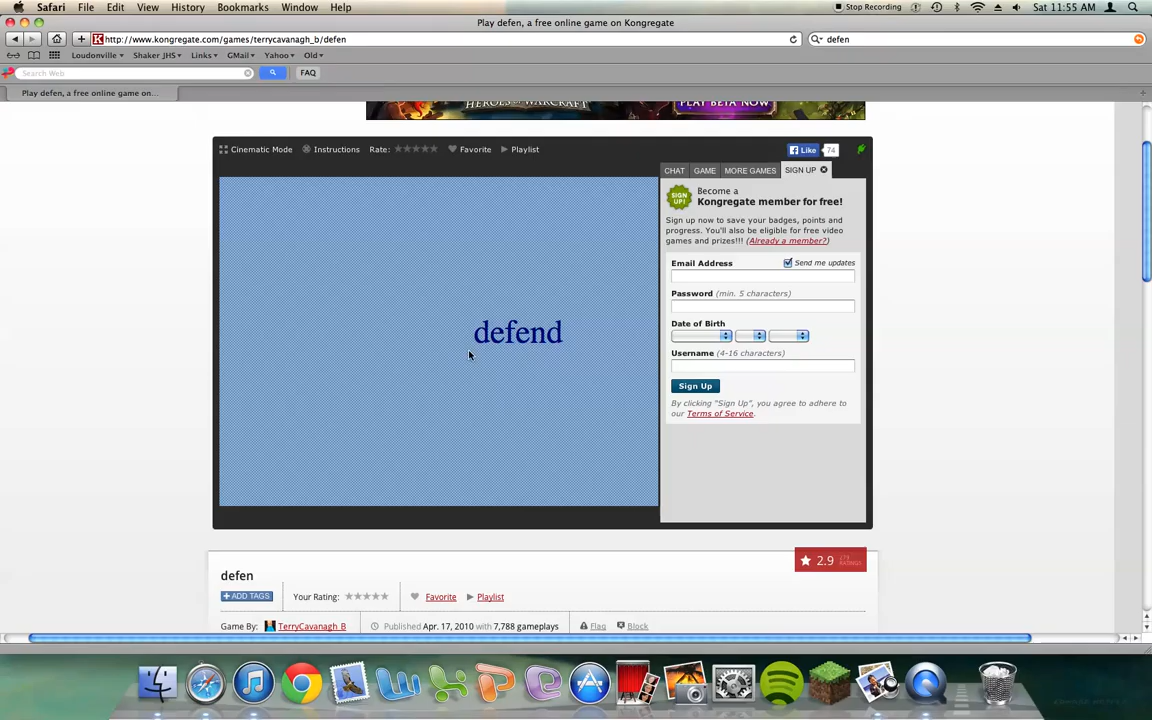 Safari File Edit View History Bookmarks Window Help Stop Recording Sat 11:55 AM
Play defen, a free online game on Kongregate
http://www.kongregate.com/games/terrycavanagh_b/defen defen
Loudonville Shaker JHS Links GMail Yahoo Old
Search Web FAQ
Play defen, a free online game on...
HEROES OF WARCRAFT PLAY BETA NOW
Cinematic Mode Instructions Rate: Favorite Playlist Like 74
CHAT GAME MORE GAMES SIGN UP
SIGN UP!
Become a
Kongregate member for free!
Sign up now to save your badges, points and
progress. You'll also be eligible for free video
games and prizes!!! (Already a member?)
Email Address Send me updates
Password (min. 5 characters)
Date of Birth
Username (4-16 characters)
Sign Up
By clicking "Sign Up", you agree to adhere to
our Terms of Service.
defend
defen
2.9
RATINGS
+ ADD TAGS Your Rating: Favorite Playlist
Game By: TerryCavanagh_B Published Apr. 17, 2010 with 7,788 gameplays Flag Block